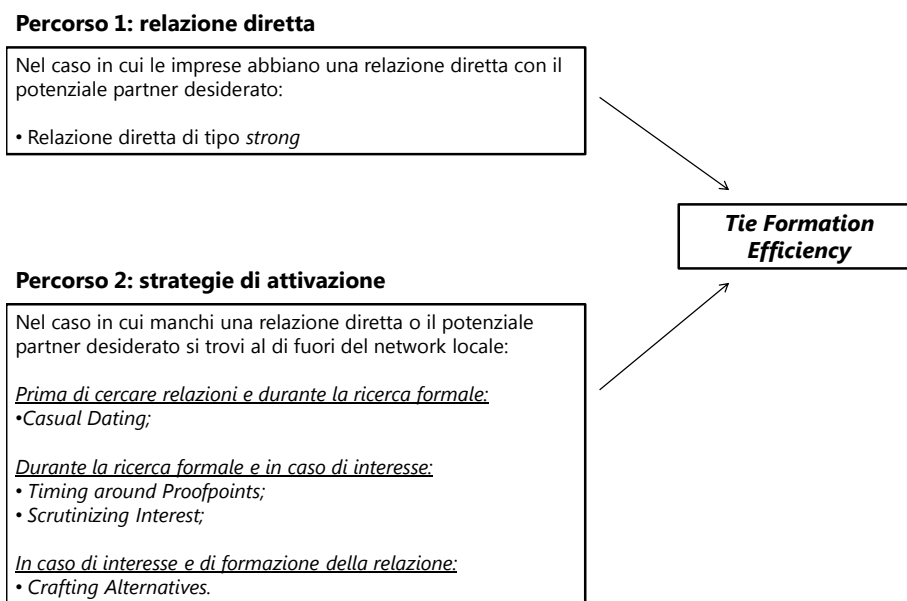 Percorso 1: relazione diretta
Nel caso in cui le imprese abbiano una relazione diretta con il
potenziale partner desiderato:
• Relazione diretta di tipo strong
Tie Formation
Efficiency
Percorso 2: strategie di attivazione
Nel caso in cui manchi una relazione diretta o il potenziale
partner desiderato si trovi al di fuori del network locale:
Prima di cercare relazioni e durante la ricerca formale:
•Casual Dating;
Durante la ricerca formale e in caso di interesse:
• Timing around Proofpoints;
• Scrutinizing Interest;
In caso di interesse e di formazione della relazione:
• Crafting Alternatives.